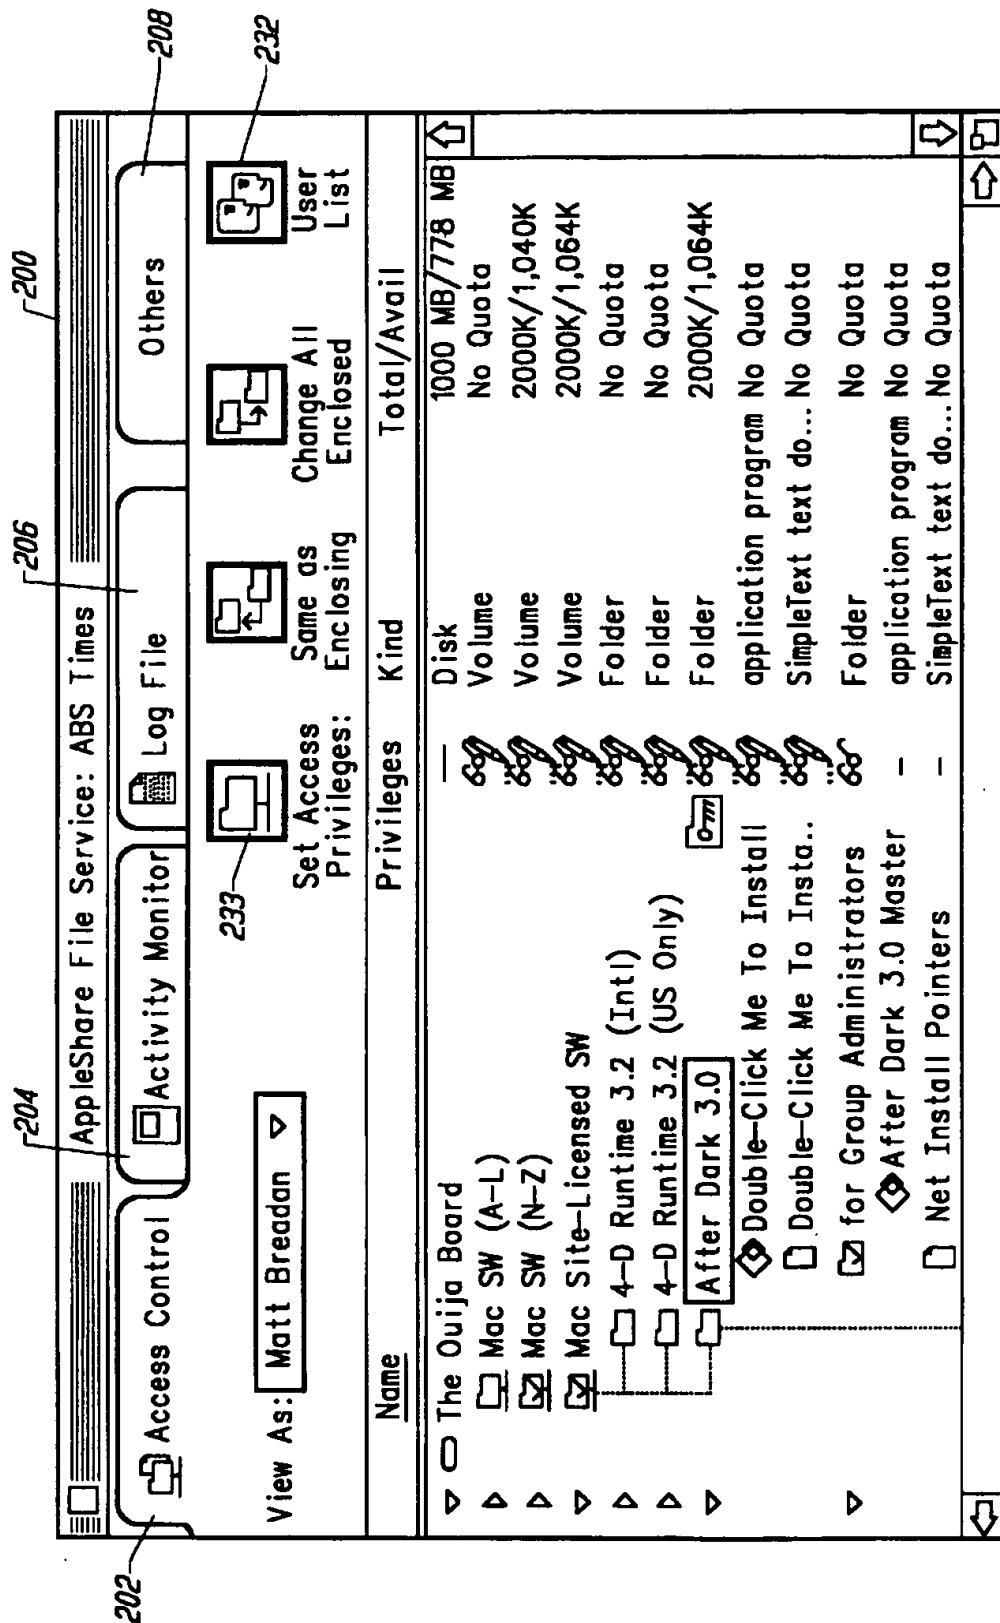 200
AppleShare File Service: ABS Times
202
204
206
208
Access Control
Activity Monitor
Log File
Others
View As: Matt Breadan
233
232
Set Access Privileges:
Same as Enclosing
Change All Enclosed
User List
Name Privileges Kind Total/Avail
The Ouija Board — Disk 1000 MB/778 MB
Mac SW (A-L) Volume No Quota
Mac SW (N-Z) Volume 2000K/1,040K
Mac Site-Licensed SW Volume 2000K/1,064K
4-D Runtime 3.2 (Intl) Folder No Quota
4-D Runtime 3.2 (US Only) Folder No Quota
After Dark 3.0 Folder 2000K/1,064K
Double-Click Me To Install application program No Quota
Double-Click Me To Insta.. SimpleText text do... No Quota
for Group Administrators Folder No Quota
After Dark 3.0 Master – application program No Quota
Net Install Pointers – SimpleText text do... No Quota